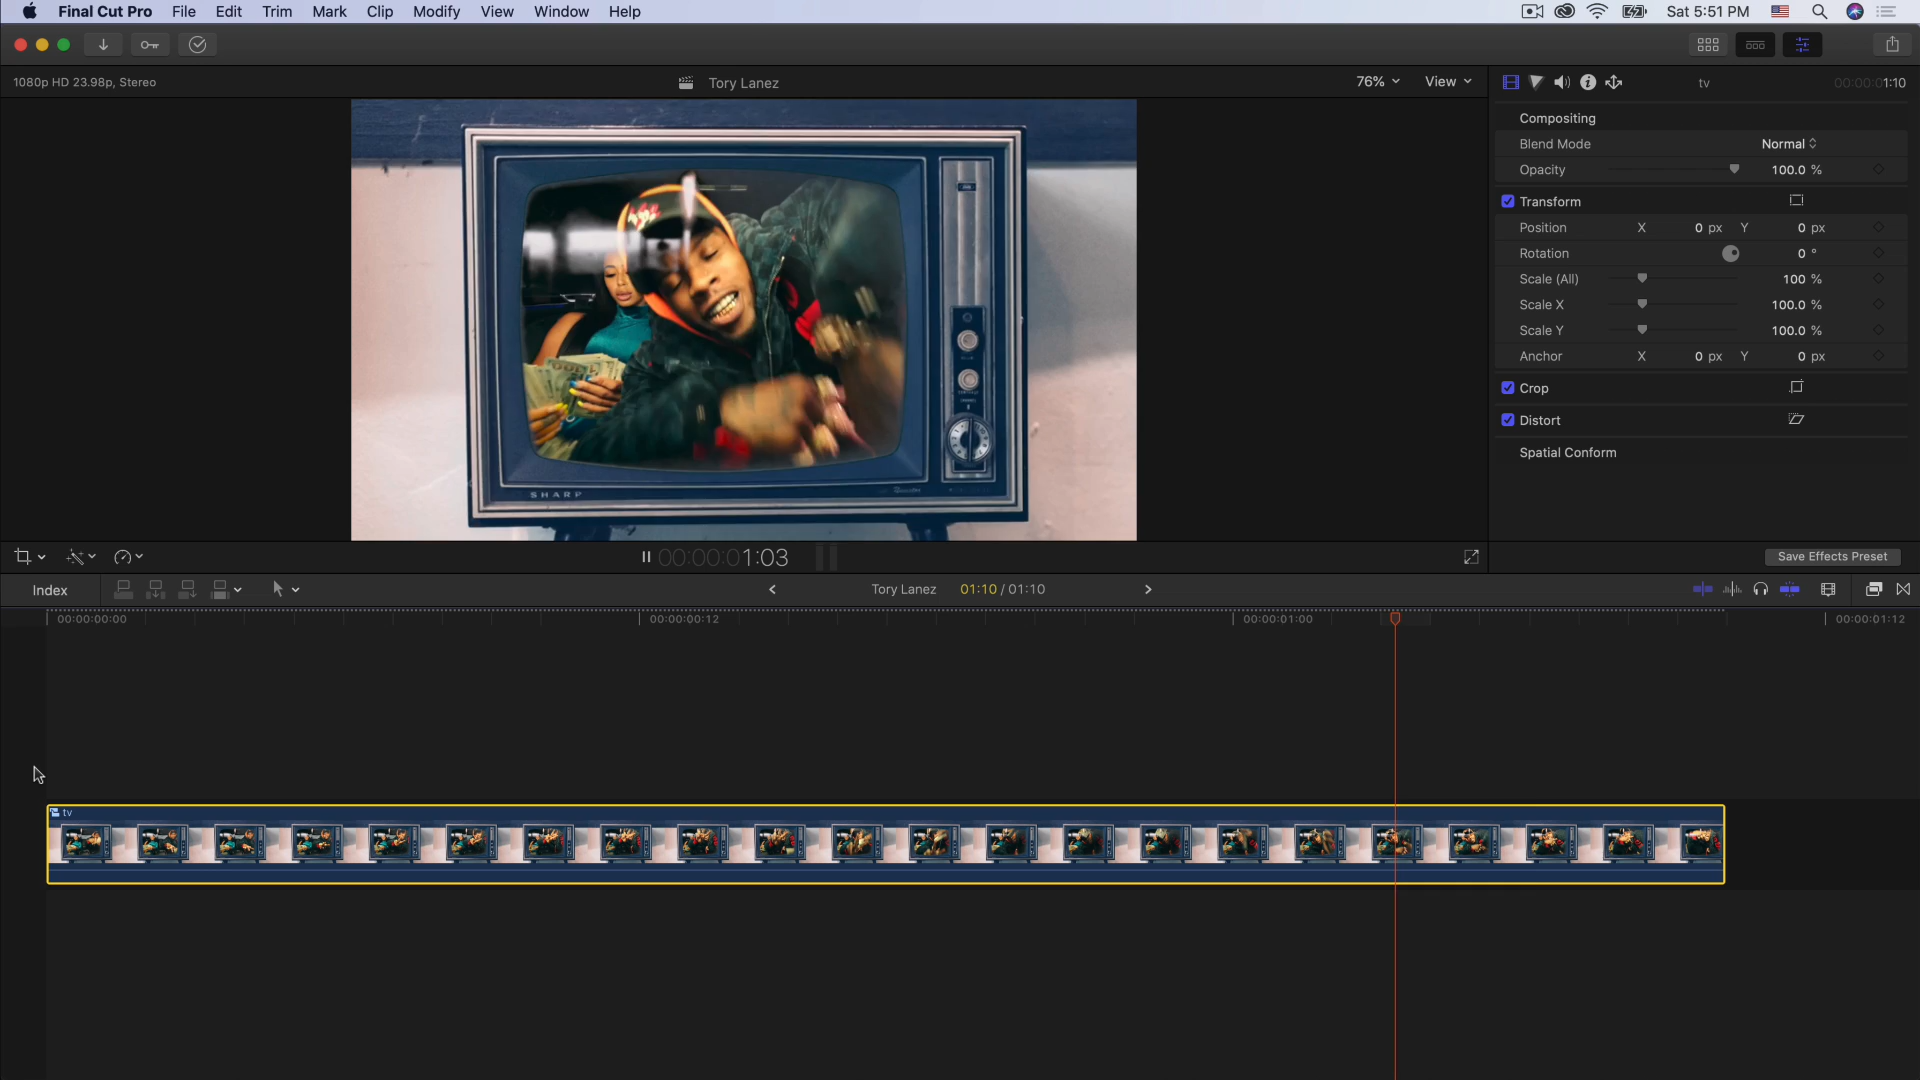 Final Cut Pro File Edit Trim Mark Clip Modify View Window Help Sat 5:51 PM
1080p HD 23.98p, Stereo Tory Lanez 76% View tv 00:00:01:10
Compositing
Blend Mode Normal
Opacity 100.0 %
Transform
Position X 0 px Y 0 px
Rotation 0 °
Scale (All) 100 %
Scale X 100.0 %
Scale Y 100.0 %
Anchor X 0 px Y 0 px
Crop
Distort
Spatial Conform
SHARP
00:00:01:03 Save Effects Preset
Index Tory Lanez 01:10 / 01:10
00:00:00:00 00:00:00:12 00:00:01:00 00:00:01:12
tv